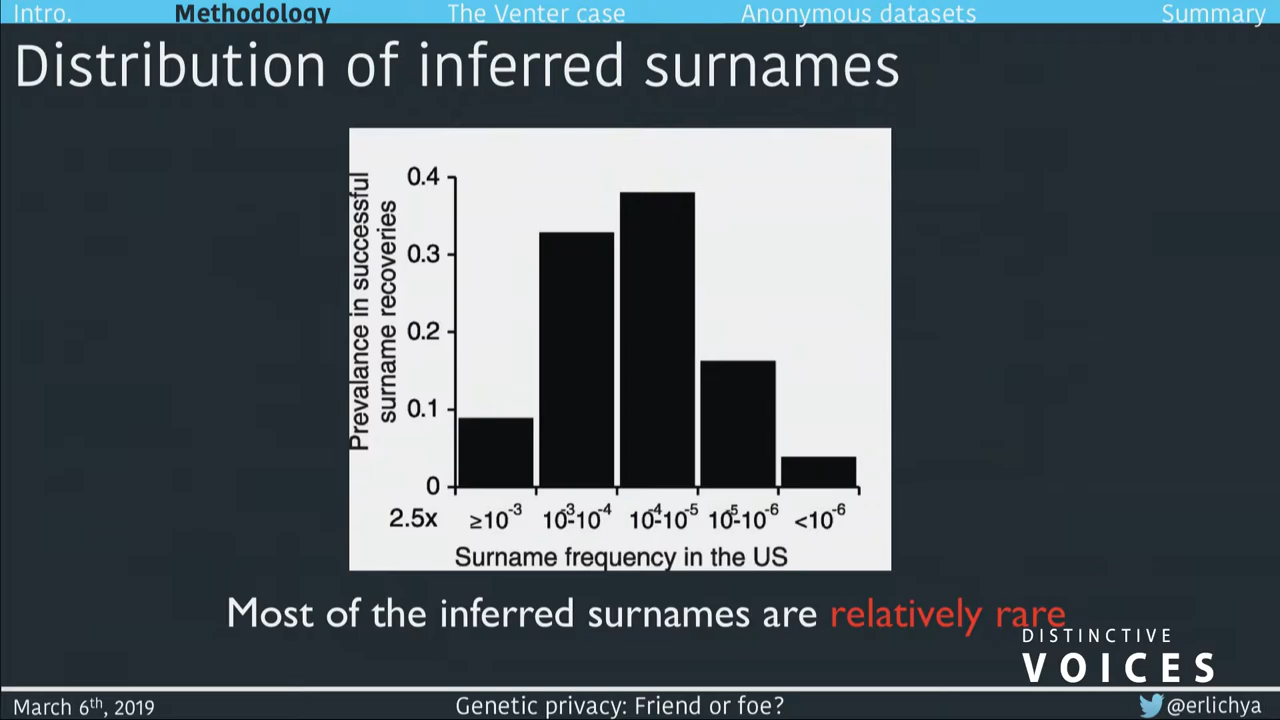 Intro. Methodology The Venter case Anonymous datasets Summary
Distribution of inferred surnames
Prevalance in successful
surname recoveries
0.4
0.3
0.2
0.1
0
2.5x ≥10⁻³ 10⁻³-10⁻⁴ 10⁻⁴-10⁻⁵ 10⁻⁵-10⁻⁶ <10⁻⁶
Surname frequency in the US
Most of the inferred surnames are relatively rare
DISTINCTIVE
VOICES
March 6th, 2019 Genetic privacy: Friend or foe? @erlichya